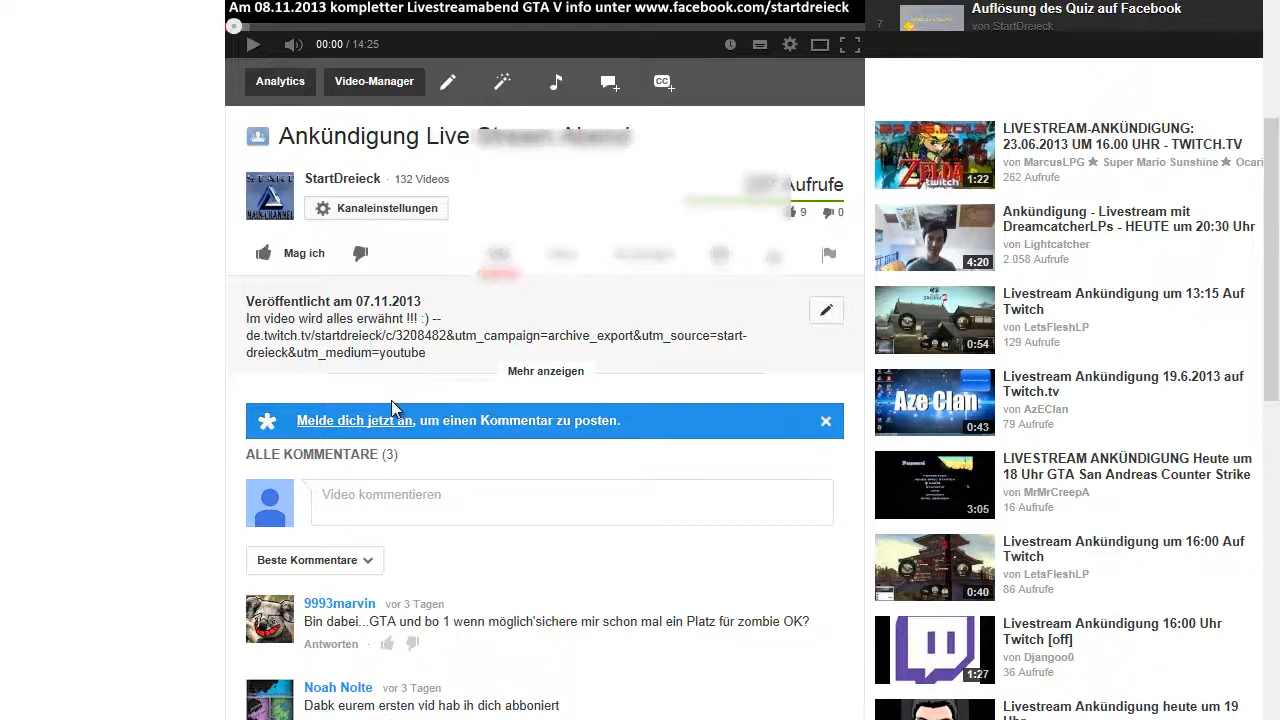 Am 08.11.2013 kompletter Livestreamabend GTA V info unter www.facebook.com/startdreieck
00:00 / 14:25
Analytics
Video-Manager
CC
Ankündigung Live
StartDreieck · 132 Videos
Kanaleinstellungen
Aufrufe
9 0
Mag ich
Veröffentlicht am 07.11.2013
Im video wird alles erwähnt !!! :) --
de.twitch.tv/startdreieck/c/3208482&utm_campaign=archive_export&utm_source=start-
dreieck&utm_medium=youtube
Mehr anzeigen
Melde dich jetzt an, um einen Kommentar zu posten.
ALLE KOMMENTARE (3)
Video kommentieren
Beste Kommentare
9993marvin vor 3 Tagen
Bin dabei...GTA und bo 1 wenn möglich'sichere mir schon mal ein Platz für zombie OK?
Antworten ·
Noah Nolte vor 3 Tagen
Dabk eurem ersten vid hab ih dich abboniert
7
Auflösung des Quiz auf Facebook
von StartDreieck
LIVESTREAM-ANKÜNDIGUNG:
23.06.2013 UM 16.00 UHR - TWITCH.TV
von MarcusLPG ★ Super Mario Sunshine ★ Ocari
262 Aufrufe
23.06.2013
ZELDA
twitch
1:22
Ankündigung - Livestream mit
DreamcatcherLPs - HEUTE um 20:30 Uhr
von Lightcatcher
2.058 Aufrufe
4:20
Livestream Ankündigung um 13:15 Auf
Twitch
von LetsFleshLP
129 Aufrufe
0:54
Livestream Ankündigung 19.6.2013 auf
Twitch.tv
von AzEClan
79 Aufrufe
Aze Clan
0:43
LIVESTREAM ANKÜNDIGUNG Heute um
18 Uhr GTA San Andreas Counter Strike
von MrMrCreepA
16 Aufrufe
3:05
Livestream Ankündigung um 16:00 Auf
Twitch
von LetsFleshLP
86 Aufrufe
0:40
Livestream Ankündigung 16:00 Uhr
Twitch [off]
von Djangoo0
36 Aufrufe
1:27
Livestream Ankündigung heute um 19